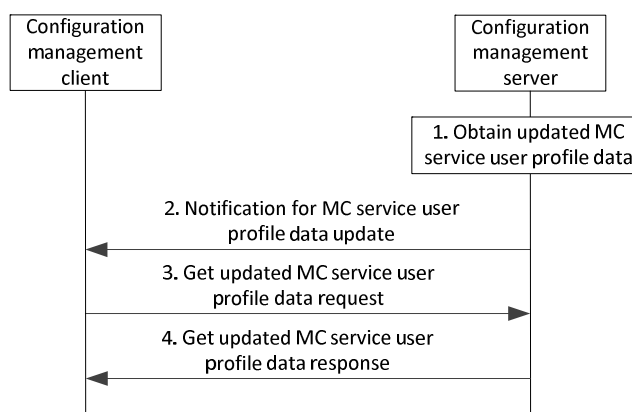 Configuration
management
client
Configuration
management
server
1. Obtain updated MC
service user profile data
2. Notification for MC service user
profile data update
3. Get updated MC service user
profile data request
4. Get updated MC service user
profile data response